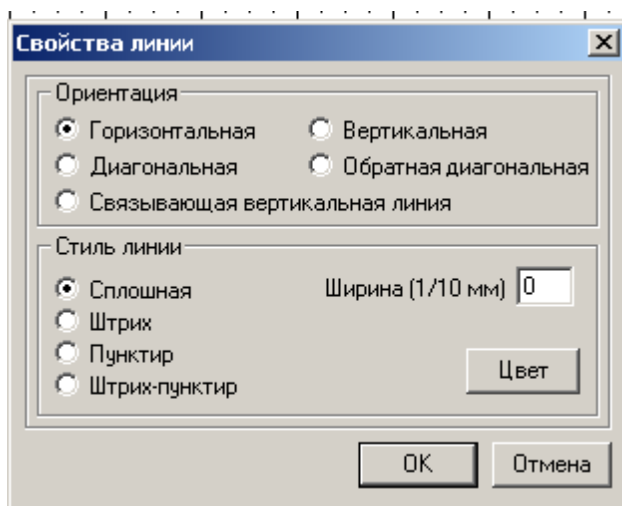 Свойства линии
Ориентация
Горизонтальная Вертикальная
Диагональная Обратная диагональная
Связывающая вертикальная линия
Стиль линии
Сплошная Ширина (1/10 мм) 0
Штрих
Пунктир
Цвет
Штрих-пунктир
OK Отмена